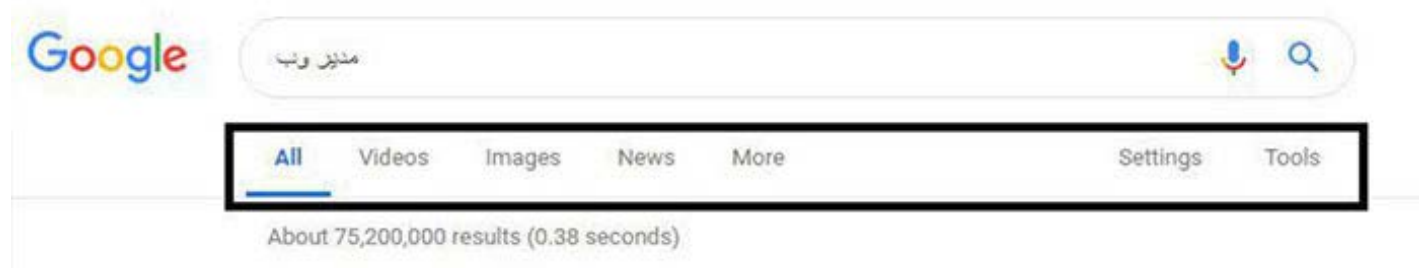 Google
مدیر وب
All Videos Images News More Settings Tools
About 75,200,000 results (0.38 seconds)